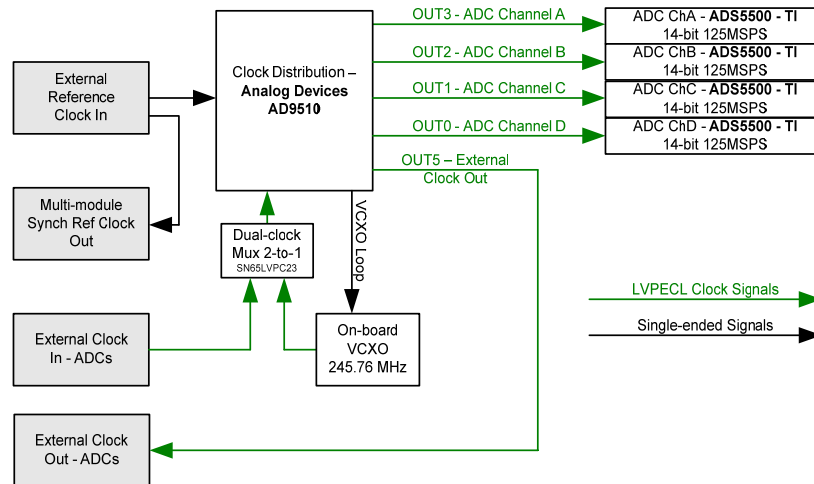 OUT3 - ADC Channel A
ADC ChA - ADS5500 - TI
14-bit 125MSPS
OUT2 - ADC Channel B
ADC ChB - ADS5500 - TI
14-bit 125MSPS
OUT1 - ADC Channel C
ADC ChC - ADS5500 - TI
14-bit 125MSPS
OUT0 - ADC Channel D
ADC ChD - ADS5500 - TI
14-bit 125MSPS
Clock Distribution –
Analog Devices
AD9510
External
Reference
Clock In
OUT5 – External
Clock Out
Multi-module
Synch Ref Clock
Out
Dual-clock
Mux 2-to-1
SN65LVPC23
VCXO Loop
LVPECL Clock Signals
Single-ended Signals
External Clock
In - ADCs
On-board
VCXO
245.76 MHz
External Clock
Out - ADCs